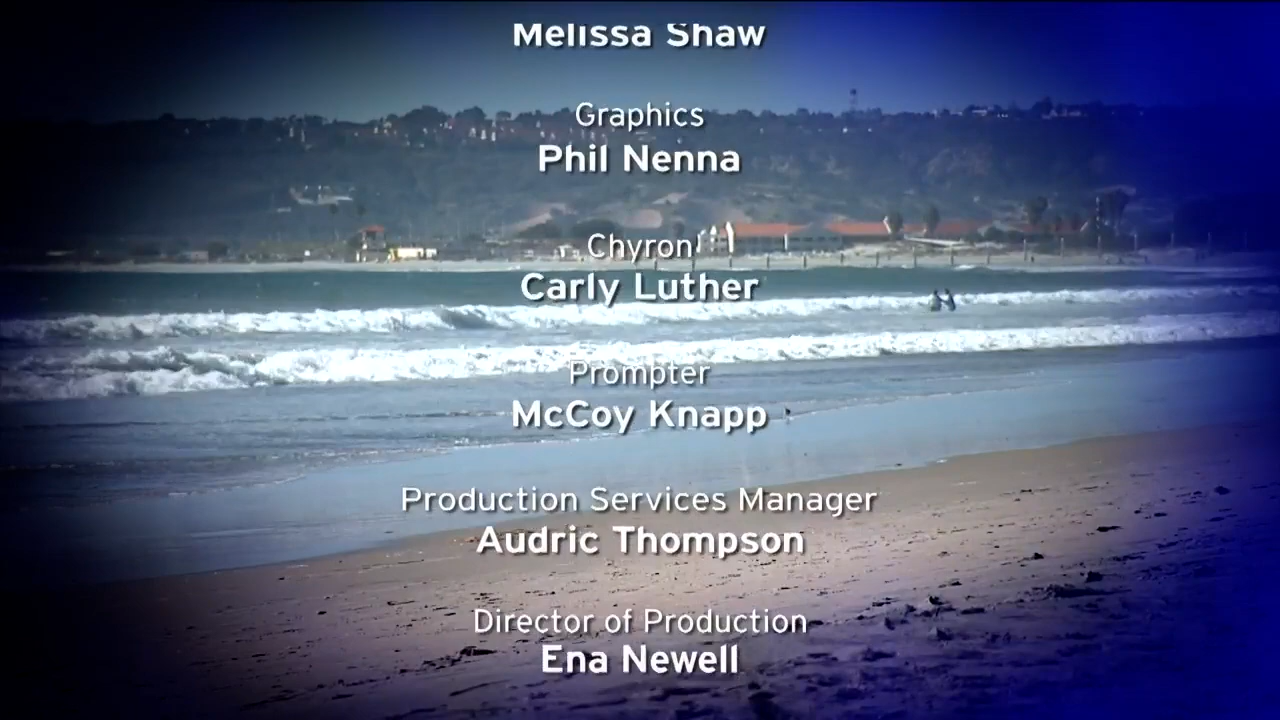 Melissa Shaw
Graphics
Phil Nenna
Chyron
Carly Luther
Prompter
McCoy Knapp
Production Services Manager
Audric Thompson
Director of Production
Ena Newell